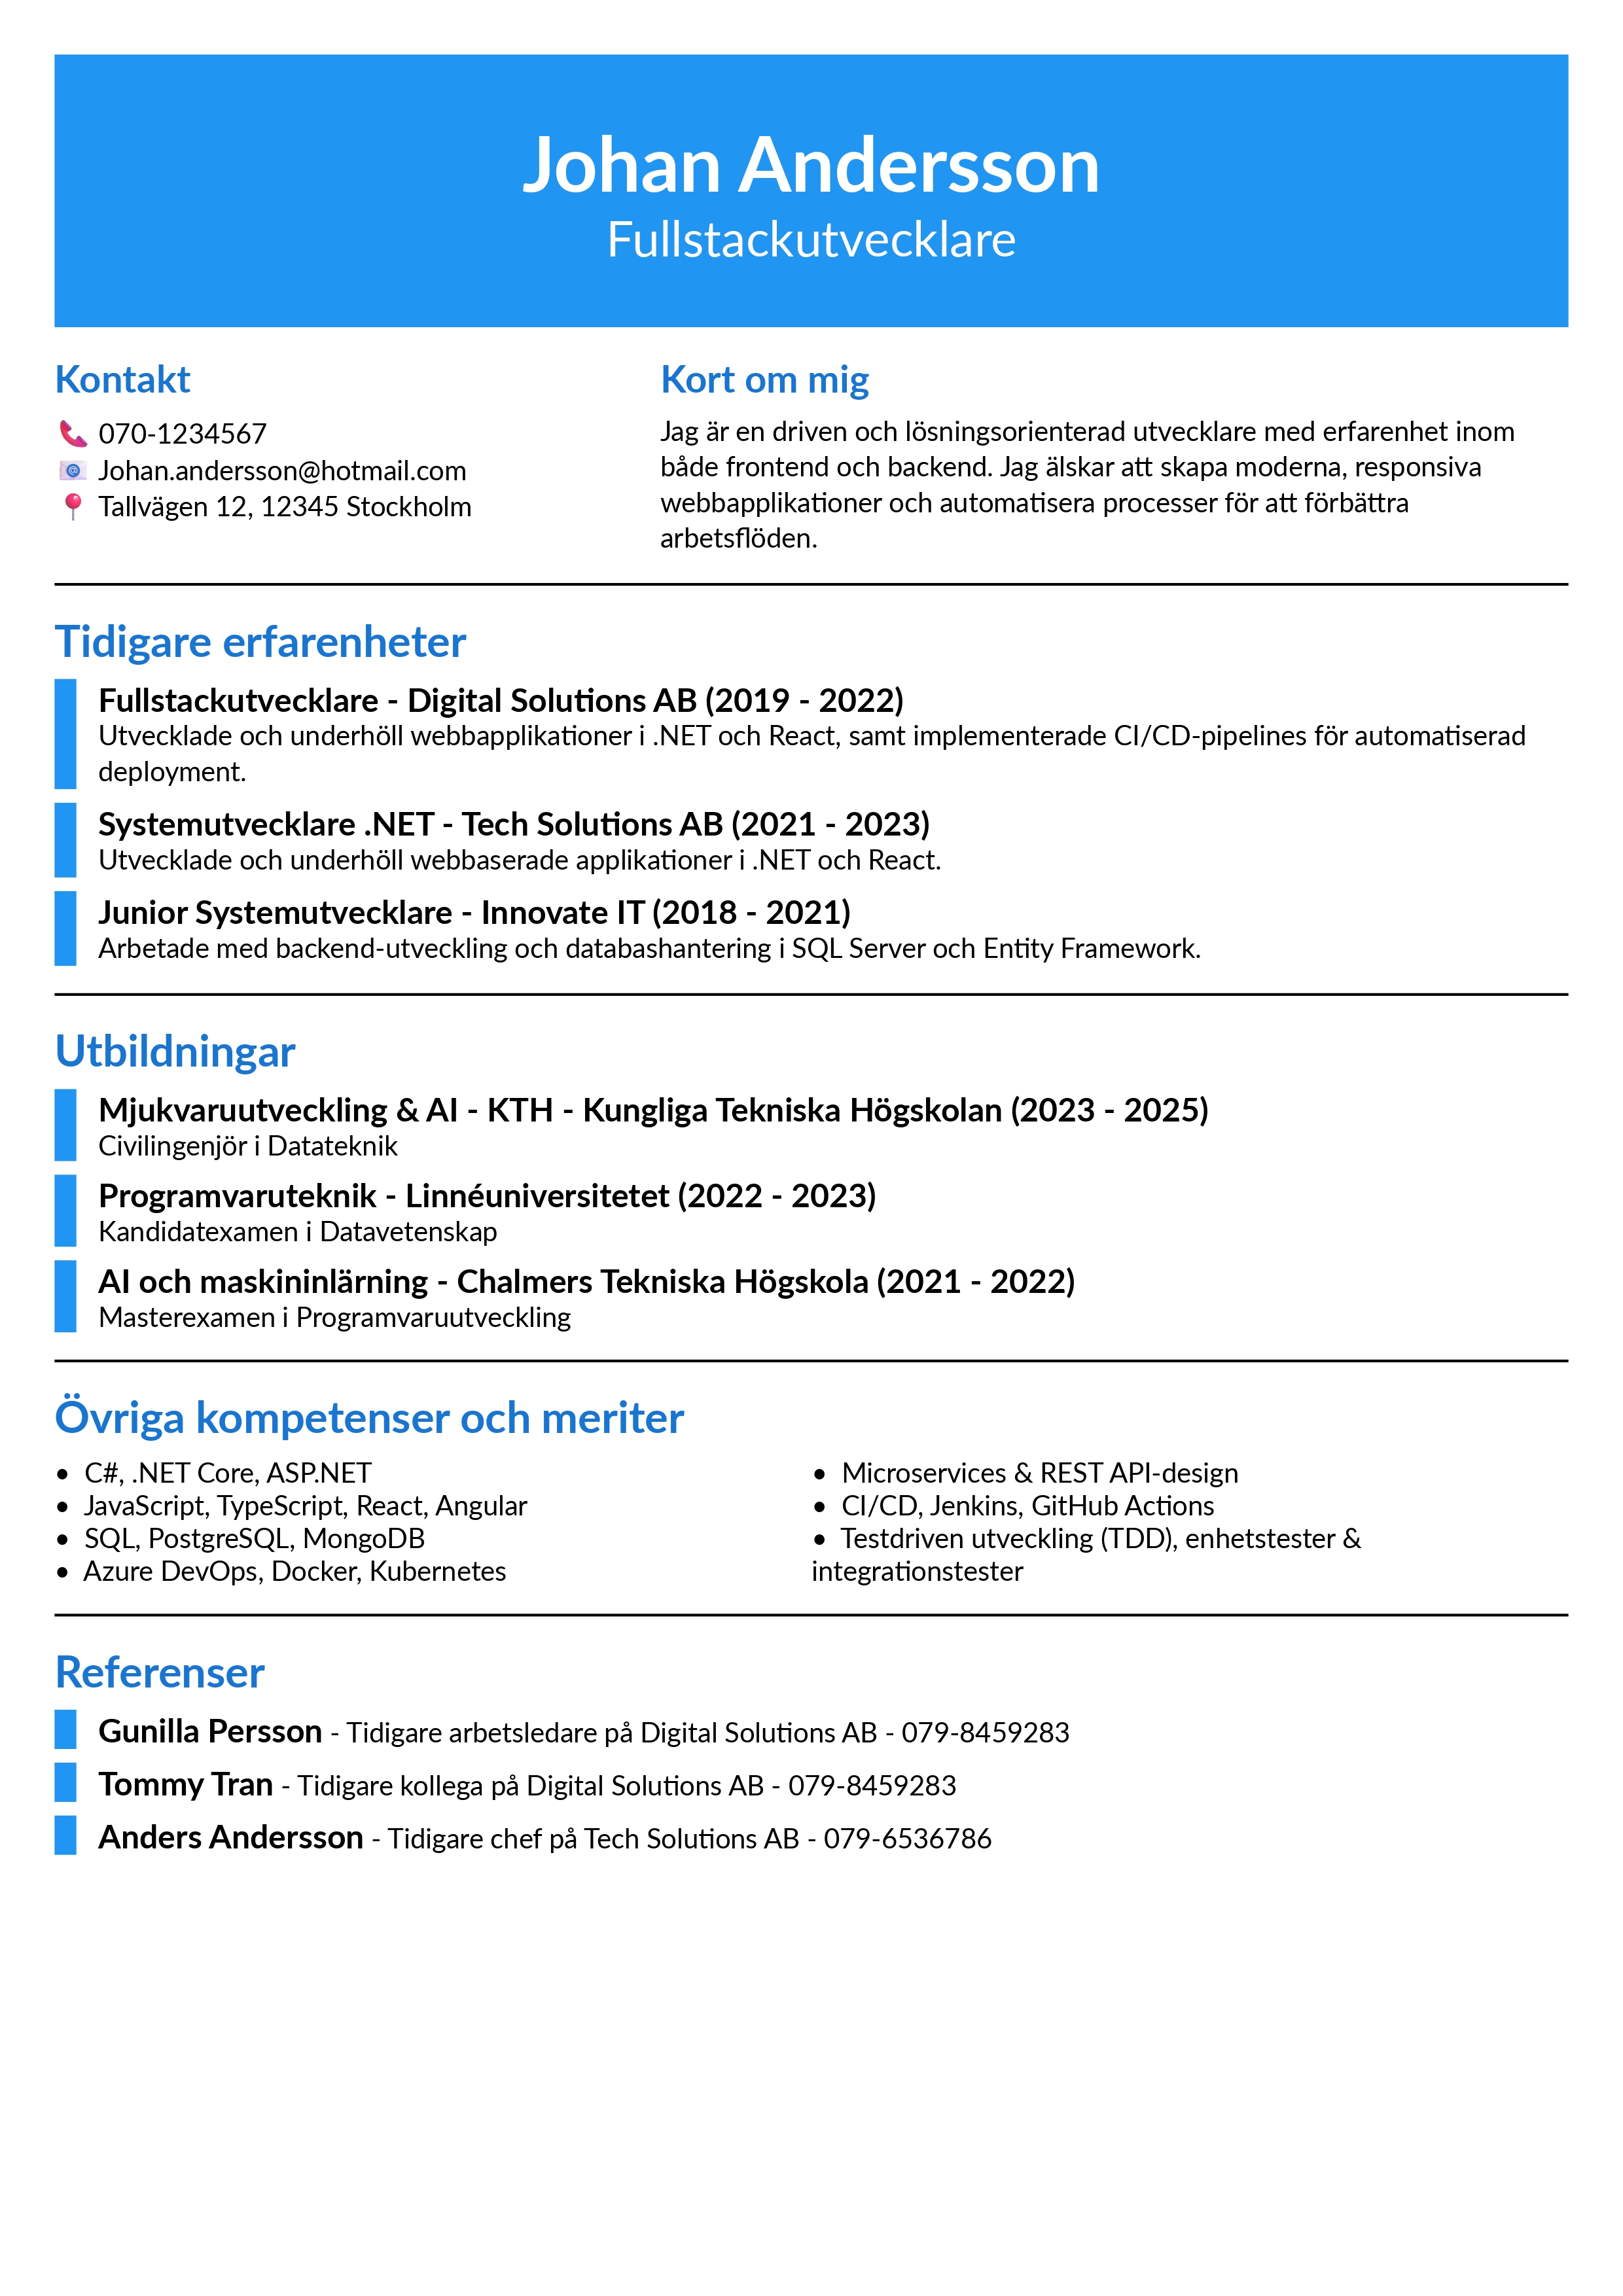 Johan Andersson
Fullstackutvecklare
Kontakt
070-1234567
Johan.andersson@hotmail.com
Tallvägen 12, 12345 Stockholm
Kort om mig
Jag är en driven och lösningsorienterad utvecklare med erfarenhet inom
både frontend och backend. Jag älskar att skapa moderna, responsiva
webbapplikationer och automatisera processer för att förbättra
arbetsflöden.
Tidigare erfarenheter
Fullstackutvecklare - Digital Solutions AB (2019 - 2022)
Utvecklade och underhöll webbapplikationer i .NET och React, samt implementerade CI/CD-pipelines för automatiserad
deployment.
Systemutvecklare .NET - Tech Solutions AB (2021 - 2023)
Utvecklade och underhöll webbaserade applikationer i .NET och React.
Junior Systemutvecklare - Innovate IT (2018 - 2021)
Arbetade med backend-utveckling och databashantering i SQL Server och Entity Framework.
Utbildningar
Mjukvaruutveckling & AI - KTH - Kungliga Tekniska Högskolan (2023 - 2025)
Civilingenjör i Datateknik
Programvaruteknik - Linnéuniversitetet (2022 - 2023)
Kandidatexamen i Datavetenskap
AI och maskininlärning - Chalmers Tekniska Högskola (2021 - 2022)
Masterexamen i Programvaruutveckling
Övriga kompetenser och meriter
• C#, .NET Core, ASP.NET
• JavaScript, TypeScript, React, Angular
• SQL, PostgreSQL, MongoDB
• Azure DevOps, Docker, Kubernetes
• Microservices & REST API-design
• CI/CD, Jenkins, GitHub Actions
• Testdriven utveckling (TDD), enhetstester &
integrationstester
Referenser
Gunilla Persson - Tidigare arbetsledare på Digital Solutions AB - 079-8459283
Tommy Tran - Tidigare kollega på Digital Solutions AB - 079-8459283
Anders Andersson - Tidigare chef på Tech Solutions AB - 079-6536786